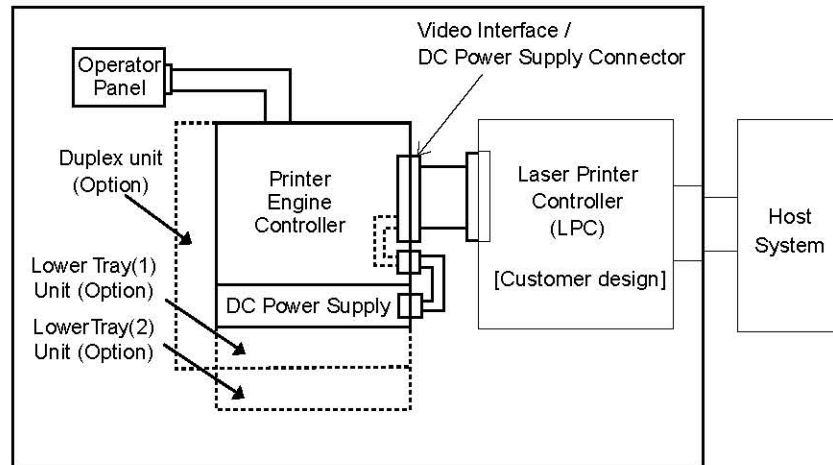 Video Interface /
DC Power Supply Connector
Operator
Panel
Duplex unit
(Option)
Printer
Engine
Controller
Laser Printer
Controller
(LPC)
[Customer design]
Host
System
Lower Tray(1)
Unit (Option)
DC Power Supply
LowerTray(2)
Unit (Option)